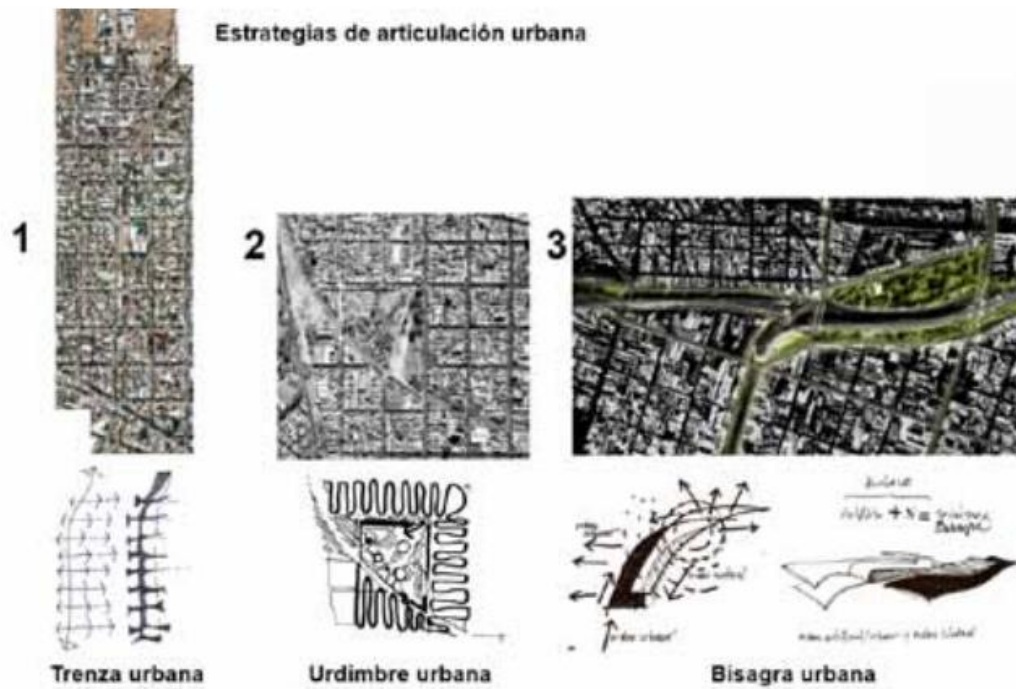 Estrategias de articulación urbana
1
2
3
Trenza urbana
Urdimbre urbana
Bisagra urbana